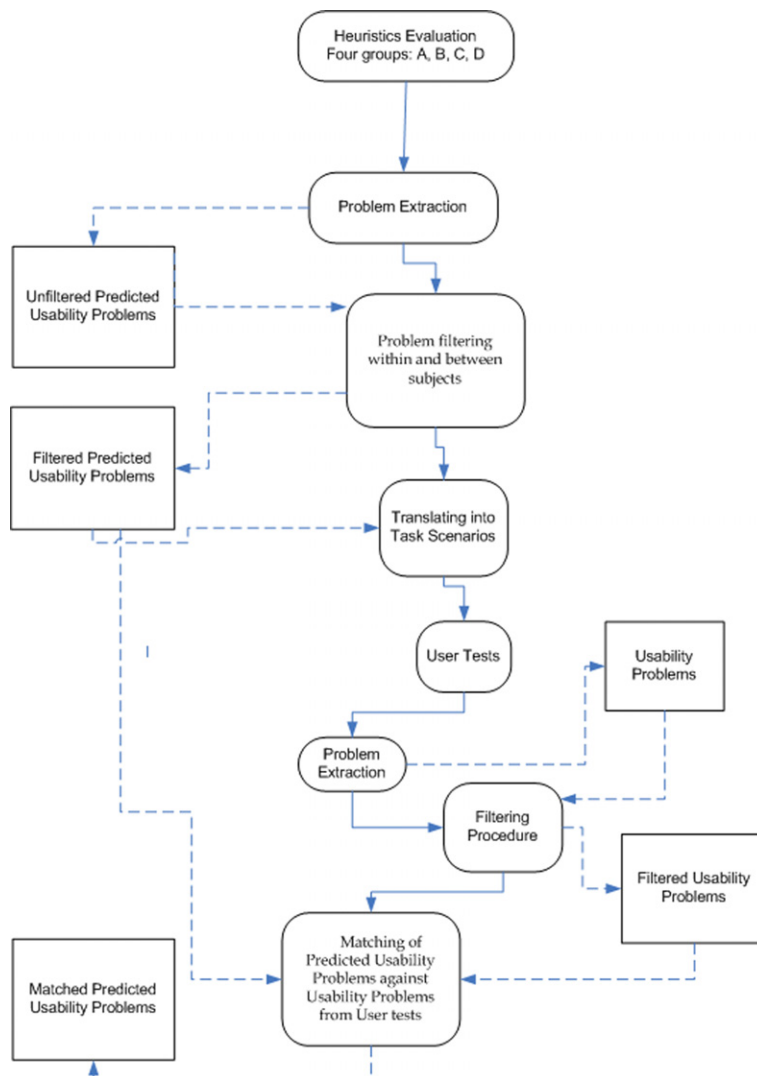 Heuristics Evaluation
Four groups: A, B, C, D
Problem Extraction
Unfiltered Predicted
Usability Problems
Problem filtering
within and between
subjects
Filtered Predicted
Usability Problems
Translating into
Task Scenarios
User Tests
Usability
Problems
Problem
Extraction
Filtering
Procedure
Filtered Usability
Problems
Matching of
Predicted Usability
Problems against
Usability Problems
from User tests
Matched Predicted
Usability Problems